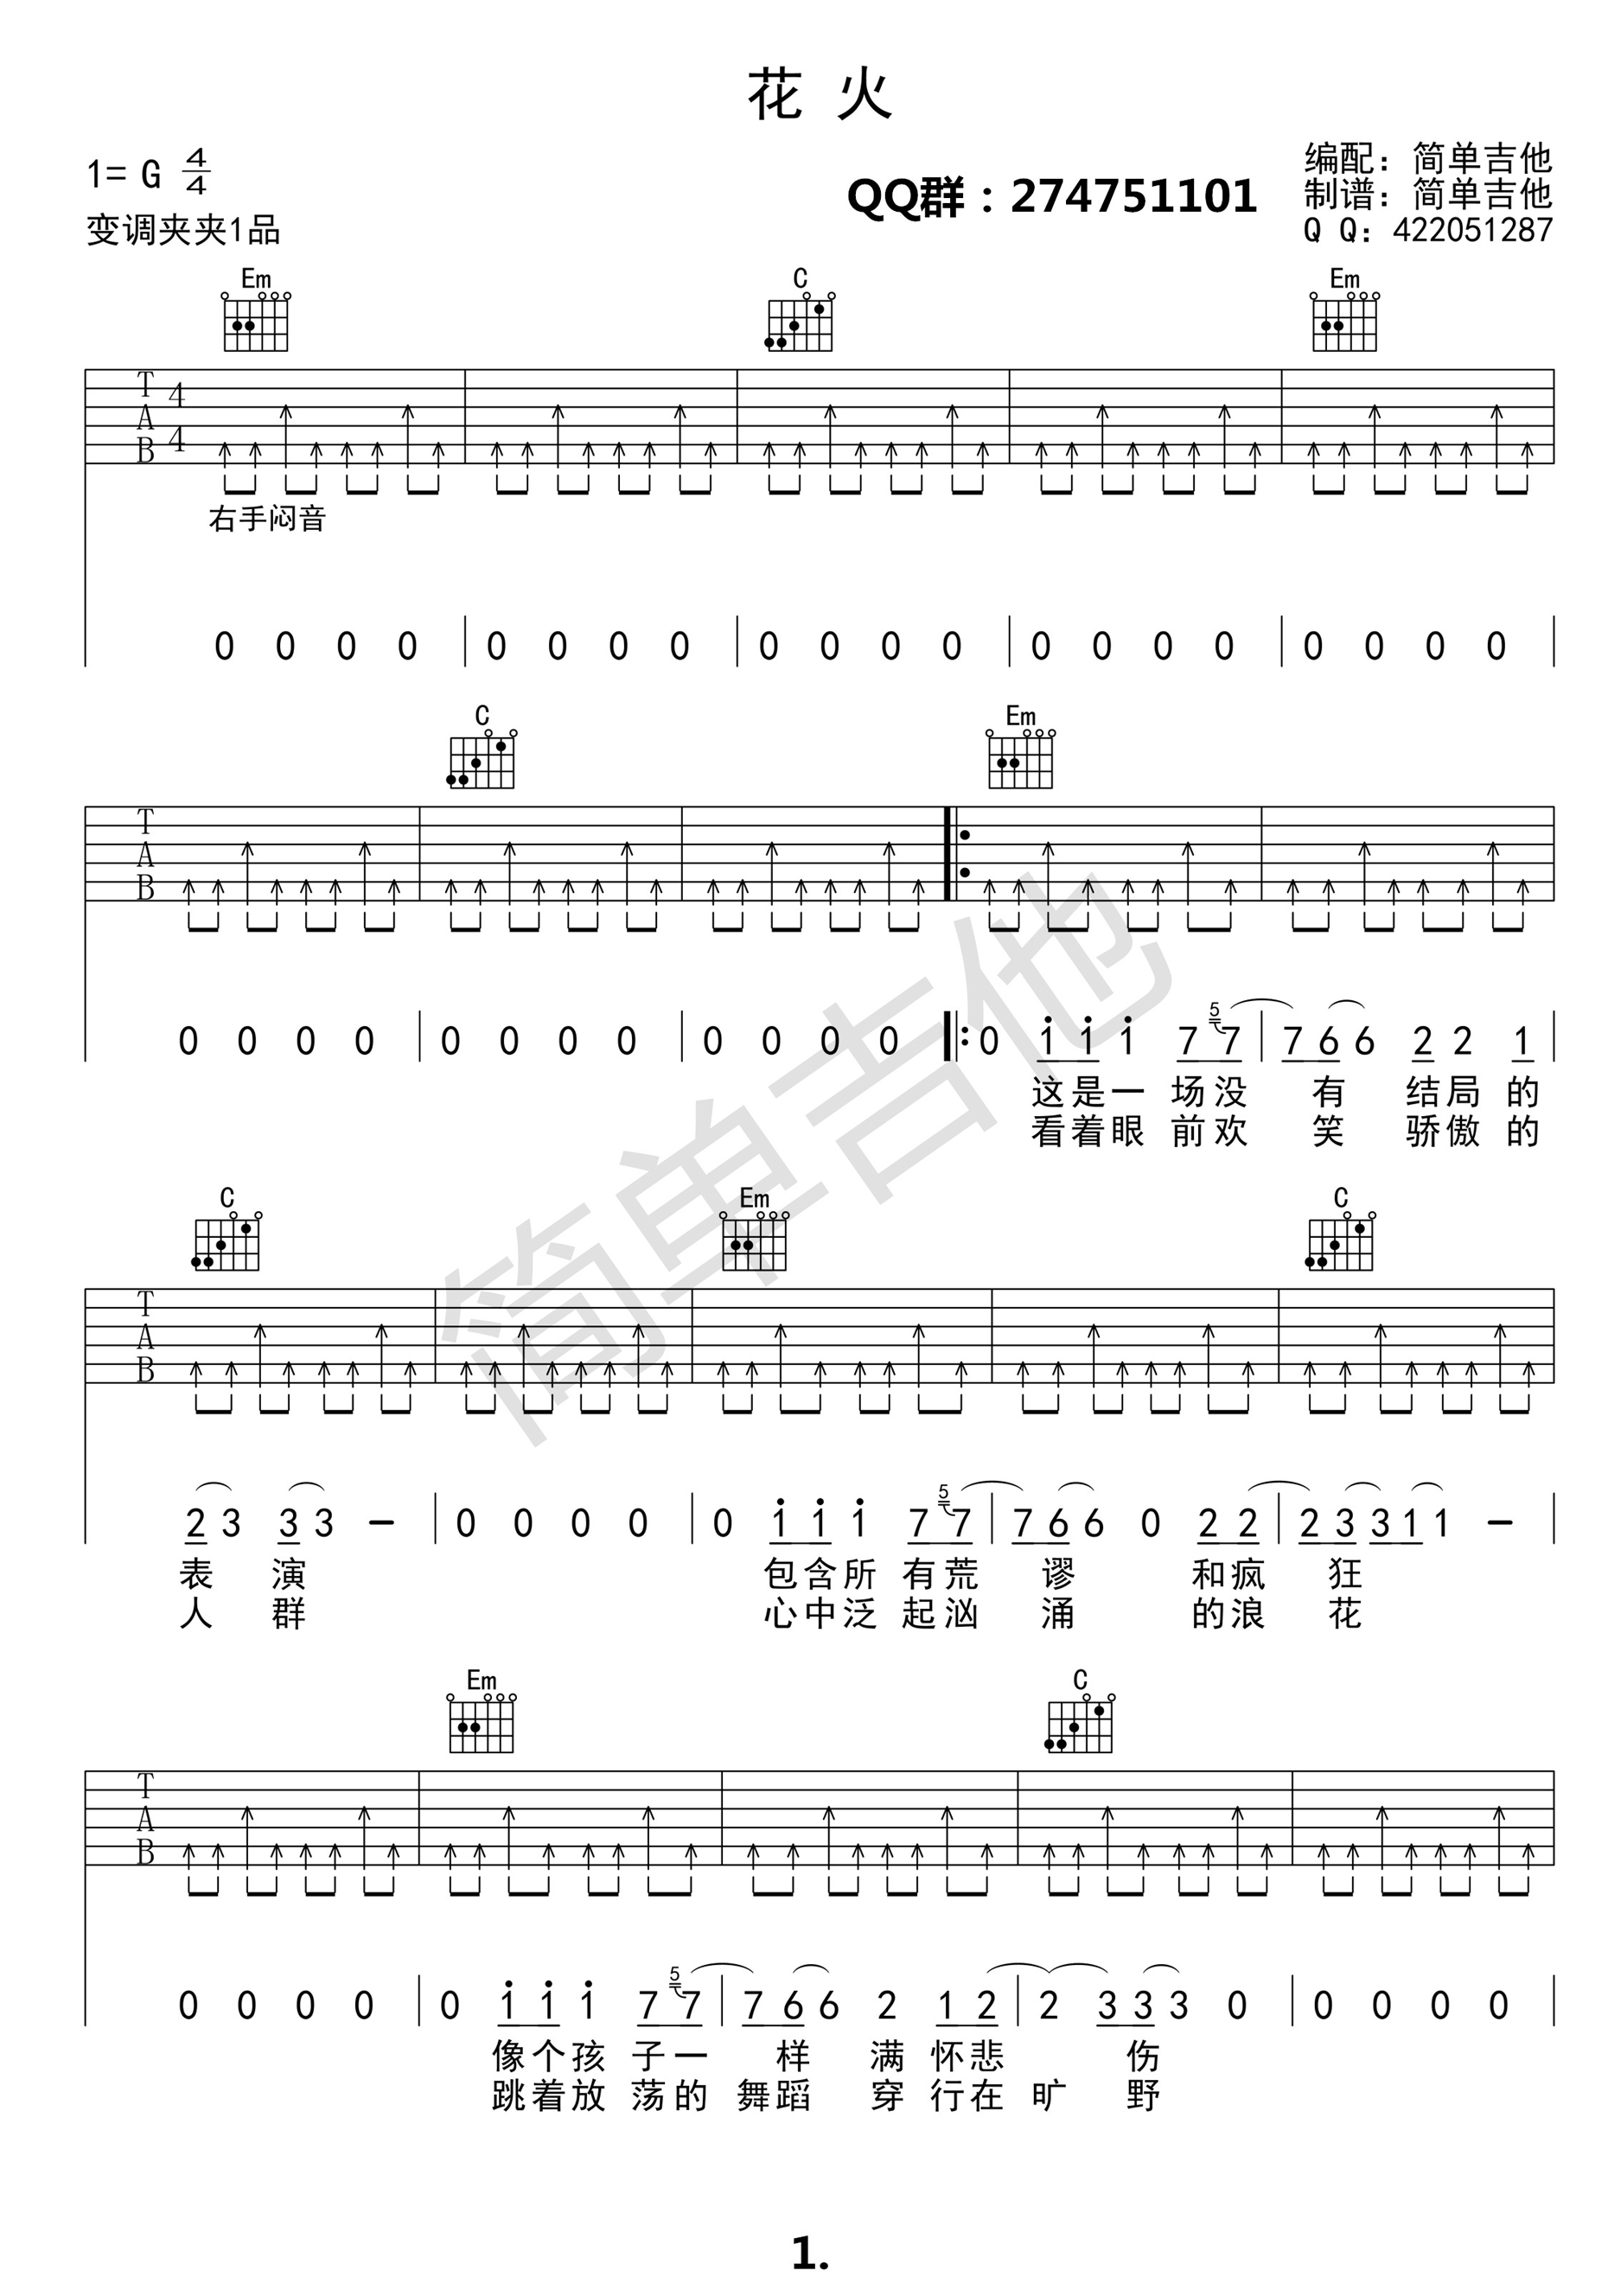 花 火
1= G 4/4
变调夹夹1品
QQ群：274751101
编配：简单吉他
制谱：简单吉他
Q Q：422051287
Em C Em
T A B 4 4
右手闷音
0 0 0 0 | 0 0 0 0 | 0 0 0 0 | 0 0 0 0 | 0 0 0 0 |
C Em
T A B
0 0 0 0 | 0 0 0 0 | 0 0 0 0 |: 0 1 1 1 7 5 7 | 7 6 6 2 2 1 |
这是一 场没 有 结局 的
看着眼 前欢 笑 骄傲 的
C Em C
T A B
2 3 3 3 - | 0 0 0 0 | 0 1 1 1 7 5 7 | 7 6 6 0 2 2 | 2 3 3 1 1 - |
表 演 包含所 有荒 谬 和疯 狂
人 群 心中泛 起汹 涌 的浪 花
Em C
T A B
0 0 0 0 | 0 1 1 1 7 5 7 | 7 6 6 2 1 2 | 2 3 3 3 0 | 0 0 0 0 |
像个孩 子一 样 满 怀悲 伤
跳着放 荡的 舞蹈 穿 行在 旷 野
简单吉他
1.